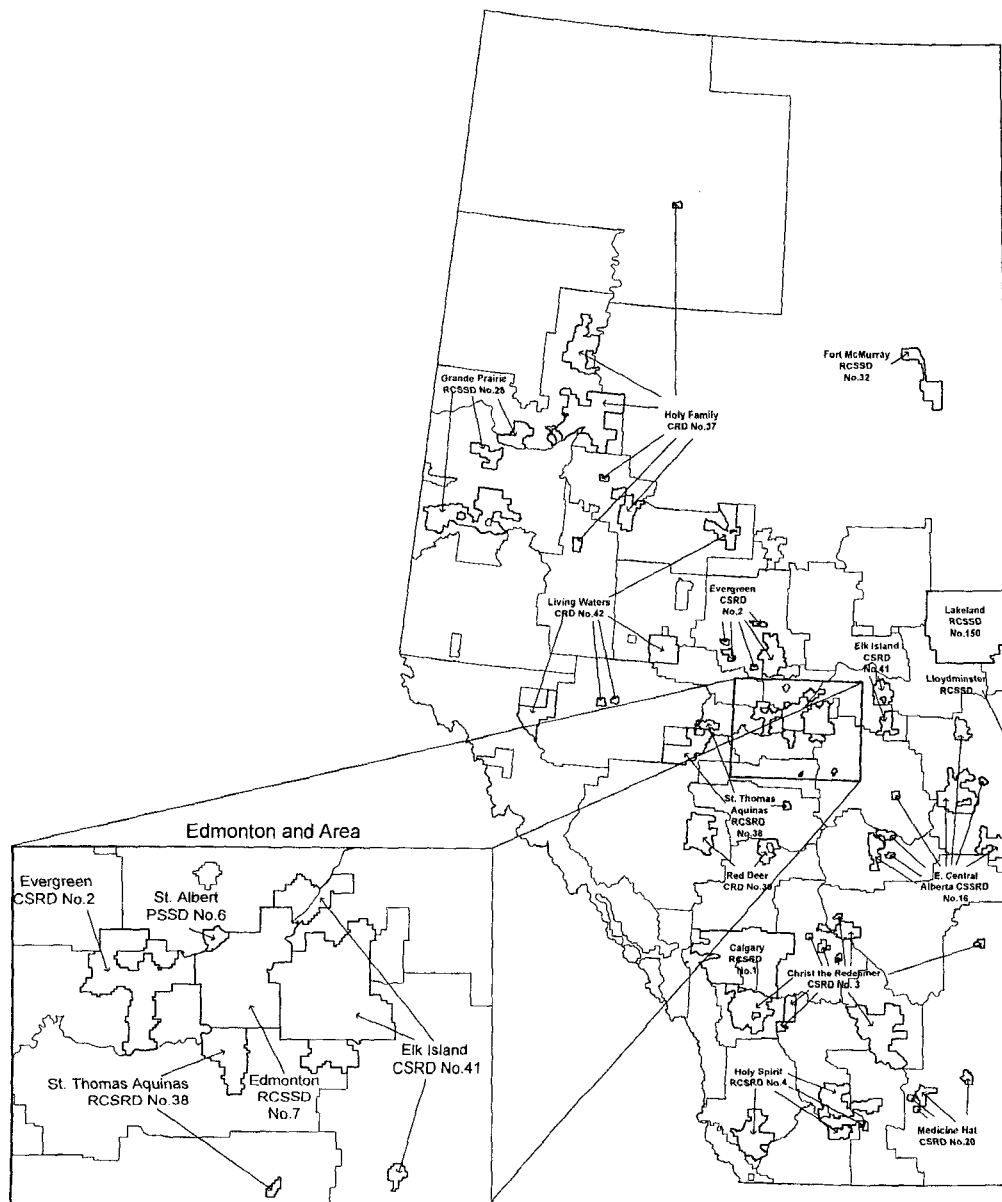 Fort McMurray
RCSSD
No.32
Grande Prairie
RCSSD No.28
Holy Family
CRD No.37
Living Waters
CRD No.42
Evergreen
CSRD
No.2
Lakeland
RCSSD
No.150
Elk Island
CSRD
No.41
Lloydminster
RCSSD
St. Thomas
Aquinas
RCSRD
No.38
Red Deer
CRD No.39
E. Central
Alberta CSSRD
No.16
Calgary
RCSSD
No.1
Christ the Redeemer
CSRD No. 3
Holy Spirit
RCSRD No.4
Medicine Hat
CSRD No.20
Edmonton and Area
Evergreen
CSRD No.2
St. Albert
PSSD No.6
Elk Island
CSRD No.41
St. Thomas Aquinas
RCSRD No.38
Edmonton
RCSSD
No.7